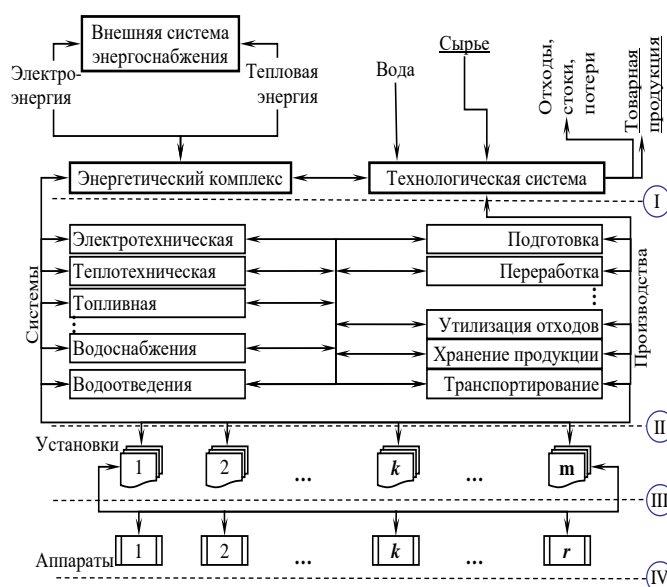 Внешняя система
энергоснабжения
Электро-
энергия
Тепловая
энергия
Вода
Сырье
Отходы,
стоки,
потери
Товарная
продукция
Энергетический комплекс
Технологическая система
I
Системы
Электротехническая
Теплотехническая
Топливная
Водоснабжения
Водоотведения
Подготовка
Переработка
...
Утилизация отходов
Хранение продукции
Транспортирование
Производства
II
Установки
1
2
...
k
...
m
III
Аппараты
1
2
...
k
...
r
IV